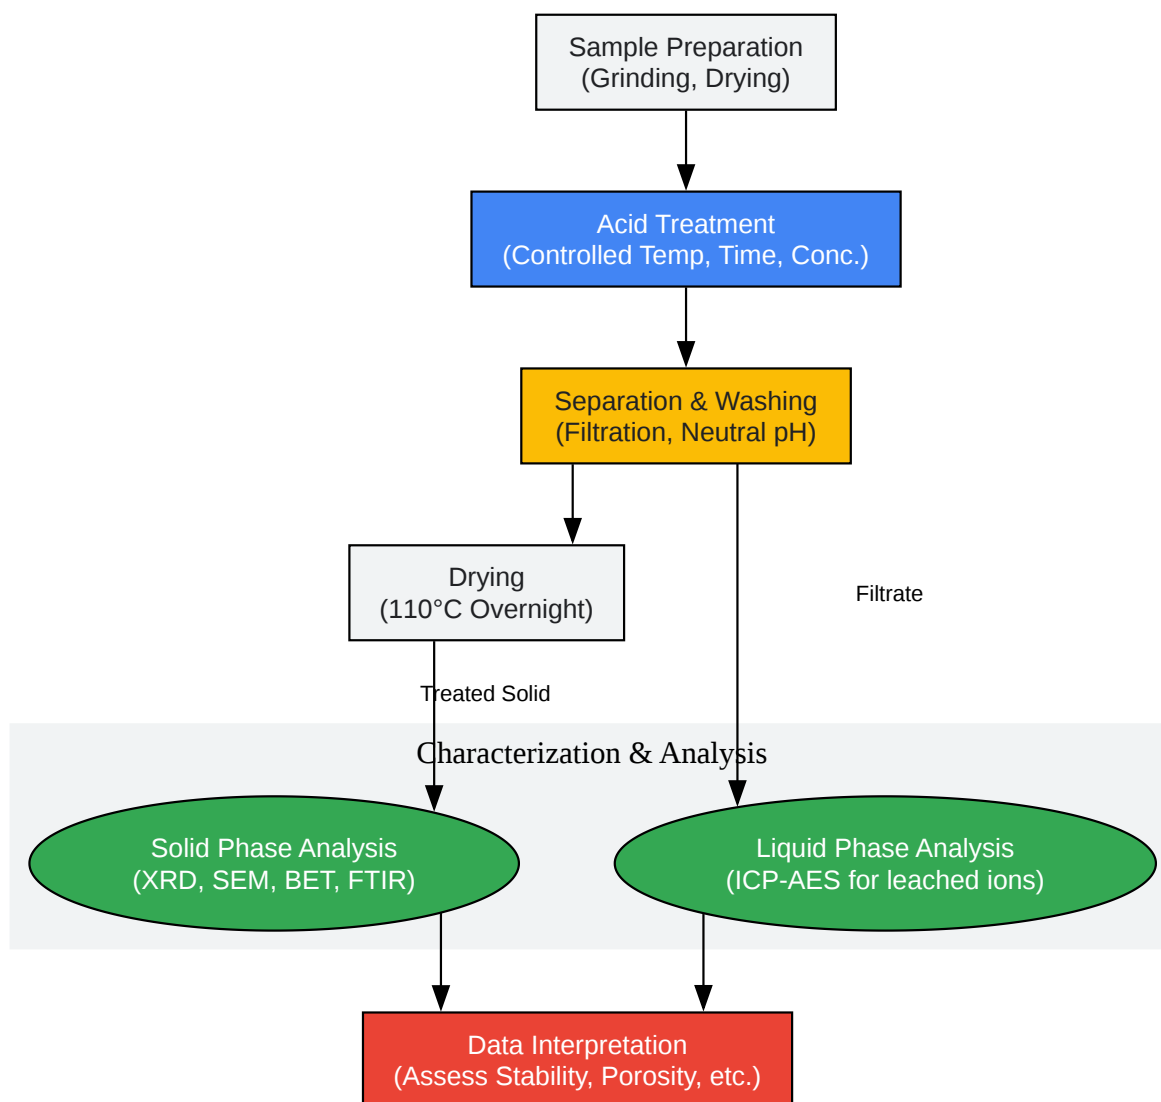 Sample Preparation
(Grinding, Drying)
Acid Treatment
(Controlled Temp, Time, Conc.)
Separation & Washing
(Filtration, Neutral pH)
Drying
(110°C Overnight)
Filtrate
Treated Solid
Characterization & Analysis
Solid Phase Analysis
(XRD, SEM, BET, FTIR)
Liquid Phase Analysis
(ICP-AES for leached ions)
Data Interpretation
(Assess Stability, Porosity, etc.)